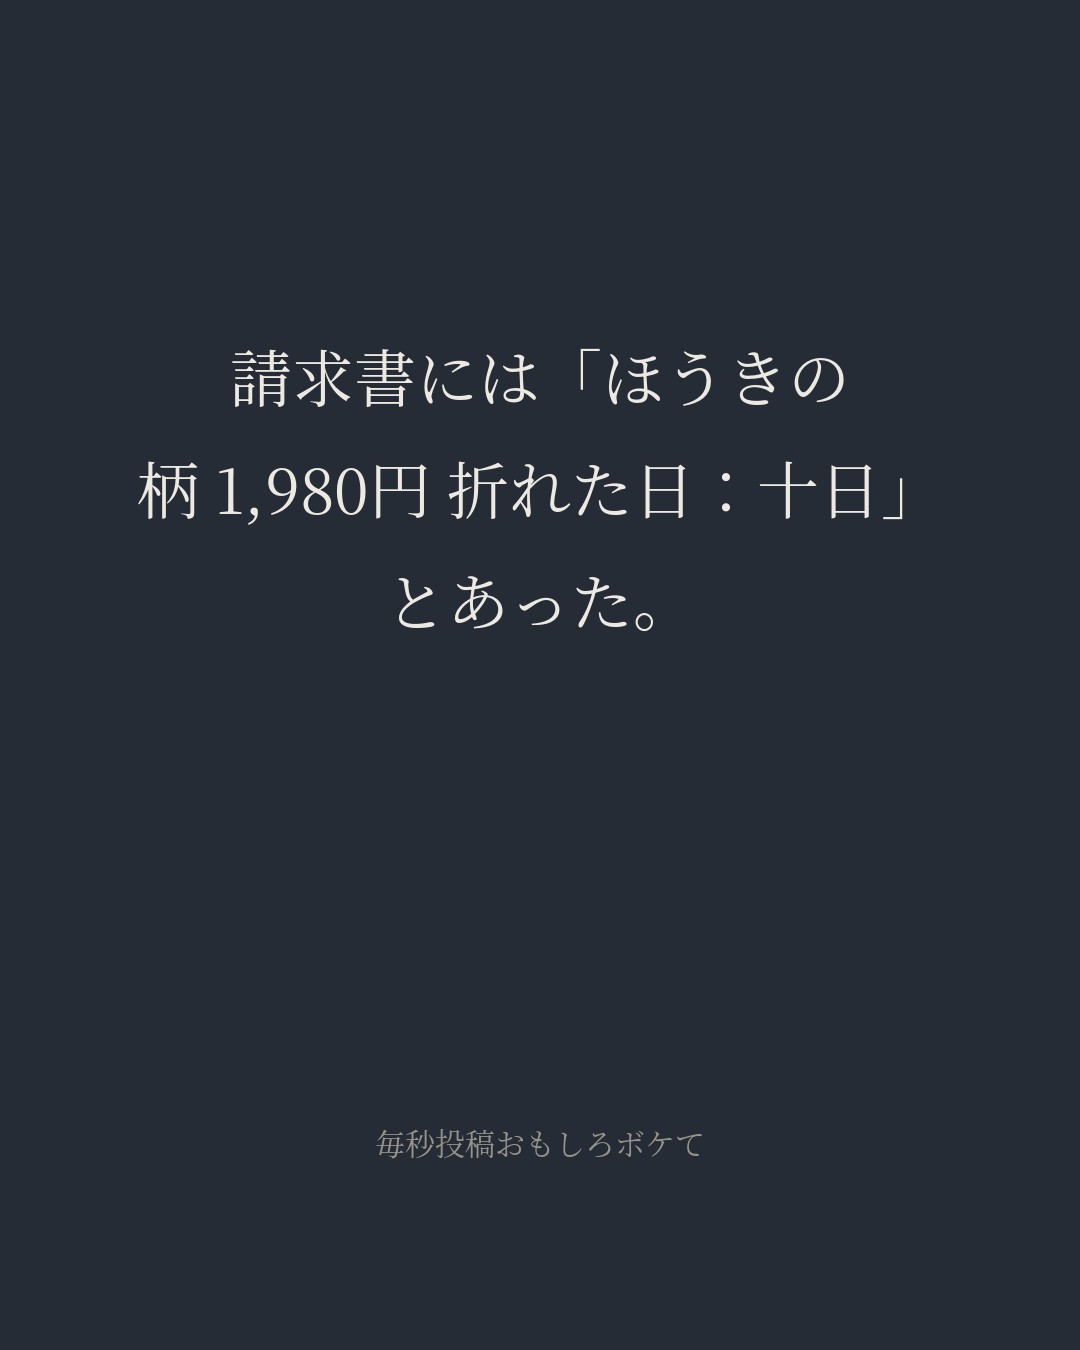 請求書には「ほうきの
柄 1,980円 折れた日：十日」
とあった。
毎秒投稿おもしろボケて